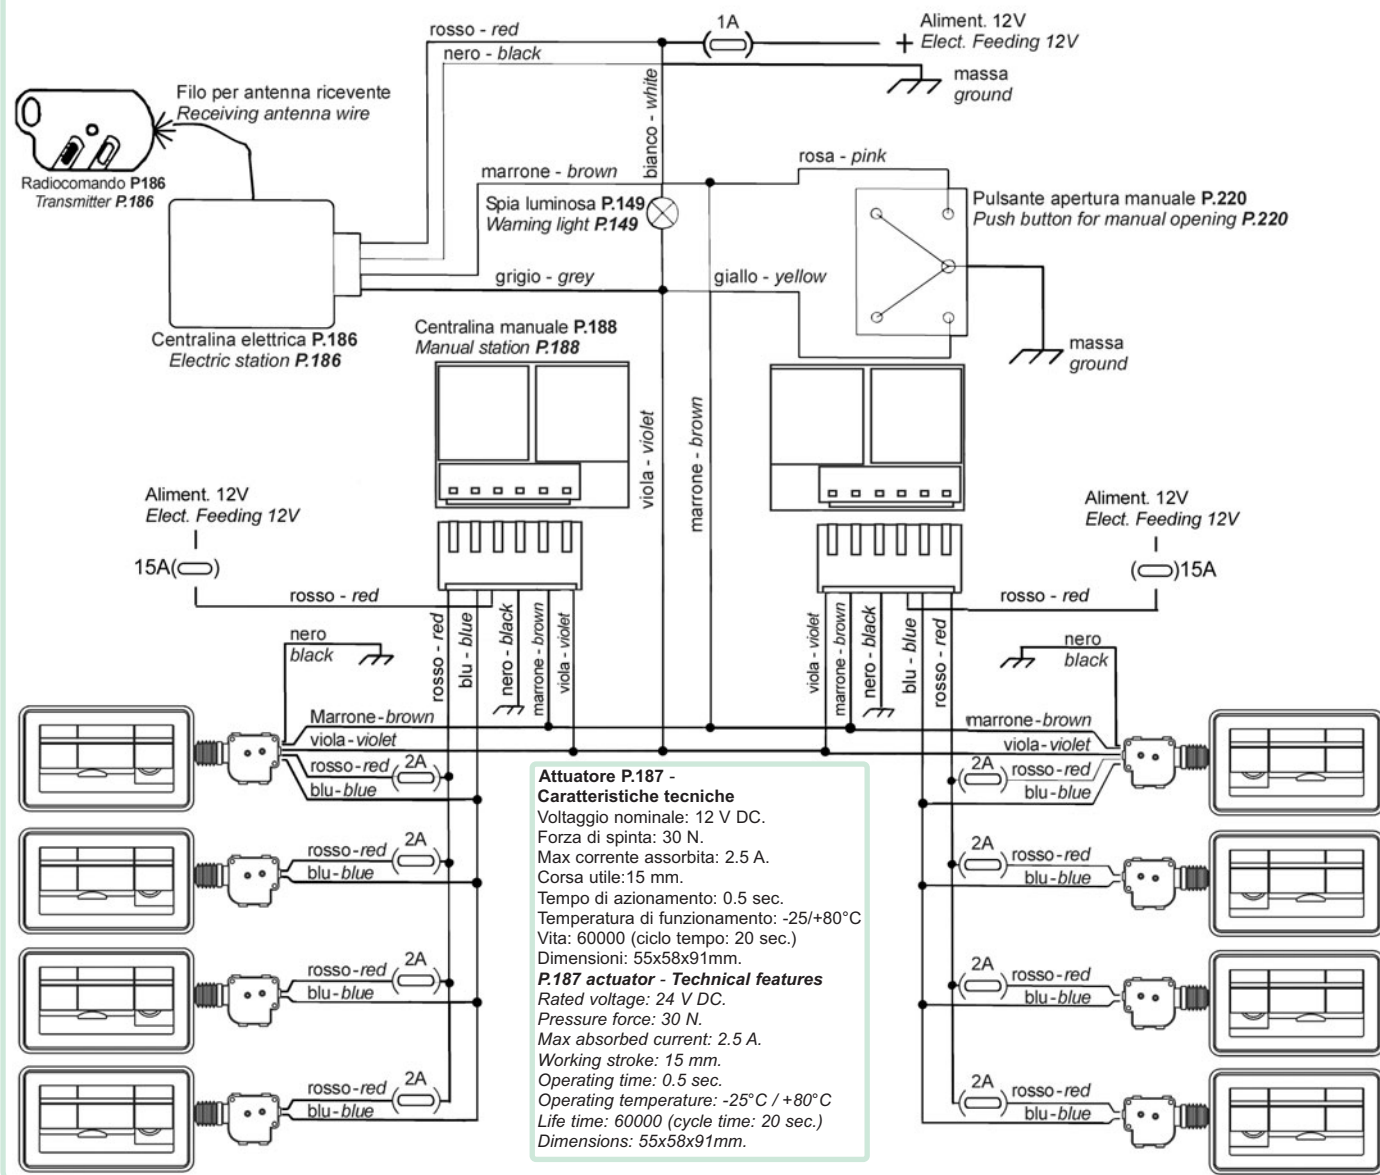 rosso - red
nero - black
1A
Aliment. 12V
+ Elect. Feeding 12V
massa
ground
bianco - white
Filo per antenna ricevente
Receiving antenna wire
Radiocomando P186
Transmitter P.186
marrone - brown
rosa - pink
Spia luminosa P.149
Warning light P.149
Pulsante apertura manuale P.220
Push button for manual opening P.220
grigio - grey
giallo - yellow
Centralina elettrica P.186
Electric station P.186
Centralina manuale P.188
Manual station P.188
massa
ground
viola - violet
marrone - brown
Aliment. 12V
Elect. Feeding 12V
15A
rosso - red
Aliment. 12V
Elect. Feeding 12V
15A
rosso - red
nero
black
rosso - red
blu - blue
nero - black
marrone - brown
viola - violet
viola - violet
marrone - brown
nero - black
blu - blue
rosso - red
nero
black
Marrone - brown
viola - violet
rosso - red
2A
blu - blue
rosso - red
2A
blu - blue
rosso - red
2A
blu - blue
rosso - red
2A
blu - blue
marrone - brown
viola - violet
2A
rosso - red
blu - blue
2A
rosso - red
blu - blue
2A
rosso - red
blu - blue
2A
rosso - red
blu - blue
Attuatore P.187 -
Caratteristiche tecniche
Voltaggio nominale: 12 V DC.
Forza di spinta: 30 N.
Max corrente assorbita: 2.5 A.
Corsa utile:15 mm.
Tempo di azionamento: 0.5 sec.
Temperatura di funzionamento: -25/+80°C
Vita: 60000 (ciclo tempo: 20 sec.)
Dimensioni: 55x58x91mm.
P.187 actuator - Technical features
Rated voltage: 24 V DC.
Pressure force: 30 N.
Max absorbed current: 2.5 A.
Working stroke: 15 mm.
Operating time: 0.5 sec.
Operating temperature: -25°C / +80°C
Life time: 60000 (cycle time: 20 sec.)
Dimensions: 55x58x91mm.